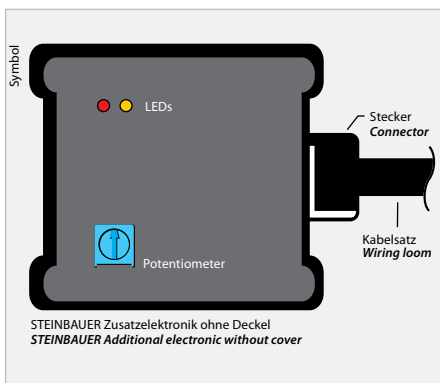 Symbol
LEDs
Stecker
Connector
Kabelsatz
Wiring loom
Potentiometer
STEINBAUER Zusatzelektronik ohne Deckel
STEINBAUER Additional electronic without cover